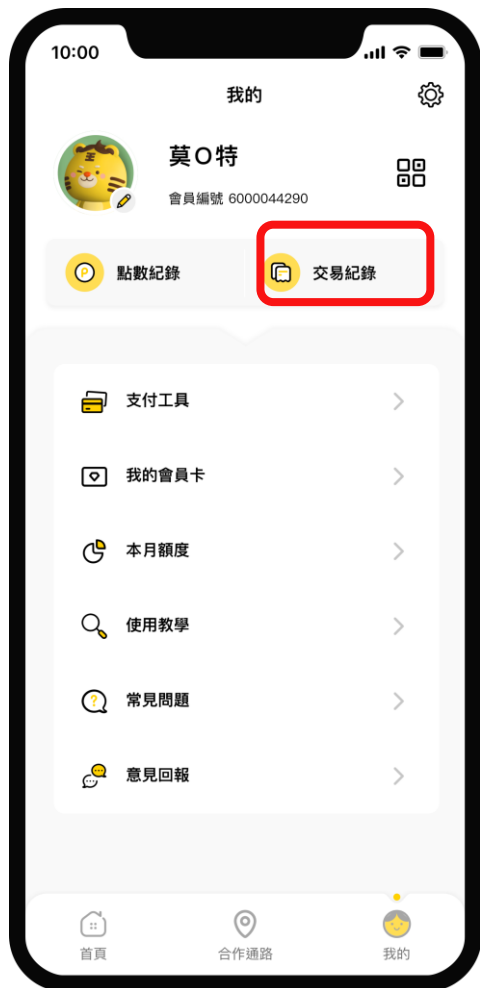 10:00
我的
莫O特
會員編號 6000044290
點數紀錄
交易紀錄
支付工具
我的會員卡
本月額度
使用教學
常見問題
意見回報
首頁
合作通路
我的